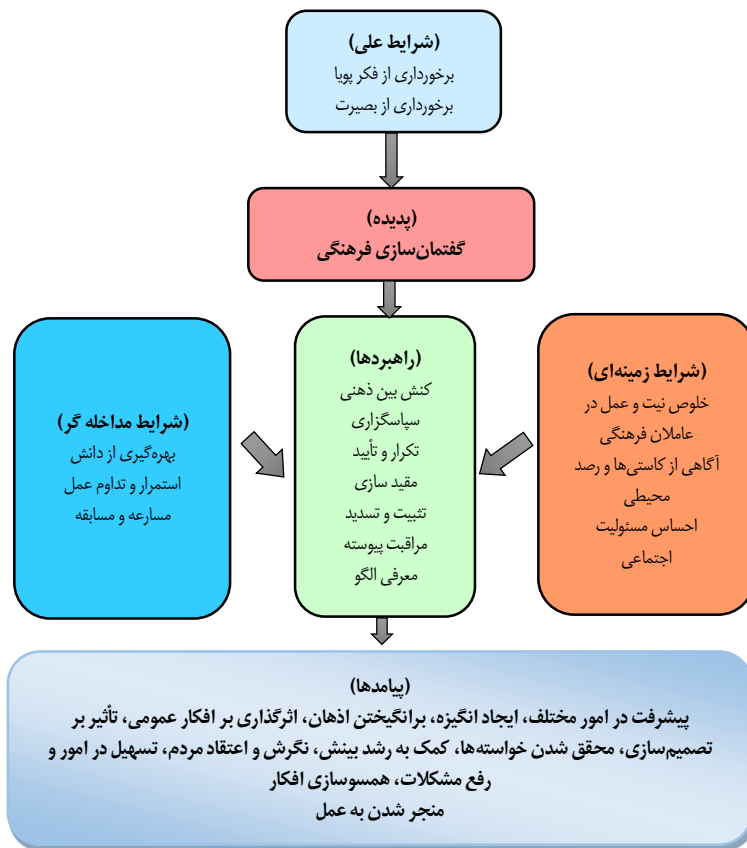 (شرایط علی)
برخورداری از فکر پویا
برخورداری از بصیرت
(پدیده)
گفتمان‌سازی فرهنگی
(شرایط زمینه‌ای)
خلوص نیت و عمل در
عاملان فرهنگی
آگاهی از کاستی‌ها و رصد
محیطی
احساس مسئولیت
اجتماعی
(راهبردها)
کنش بین ذهنی
سپاسگزاری
تکرار و تأیید
مقید سازی
تثبیت و تسدید
مراقبت پیوسته
معرفی الگو
(شرایط مداخله گر)
بهره‌گیری از دانش
استمرار و تداوم عمل
مسارعه و مسابقه
(پیامدها)
پیشرفت در امور مختلف، ایجاد انگیزه، برانگیختن اذهان، اثرگذاری بر افکار عمومی، تأثیر بر
تصمیم‌سازی، محقق شدن خواسته‌ها، کمک به رشد بینش، نگرش و اعتقاد مردم، تسهیل در امور و
رفع مشکلات، همسوسازی افکار
منجر شدن به عمل